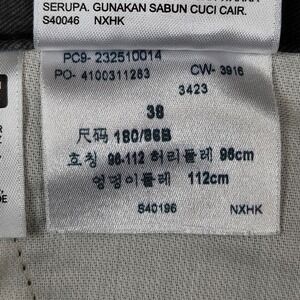 SERUPA. GUNAKAN SABUN CUCI CAIR.
S40046 NXHK
PC9- 232510014
PO- 4100311283 CW- 3916
3423
38
尺码 180/96B
호칭 96-112 허리둘레 96cm
엉덩이둘레 112cm
S40196 NXHK